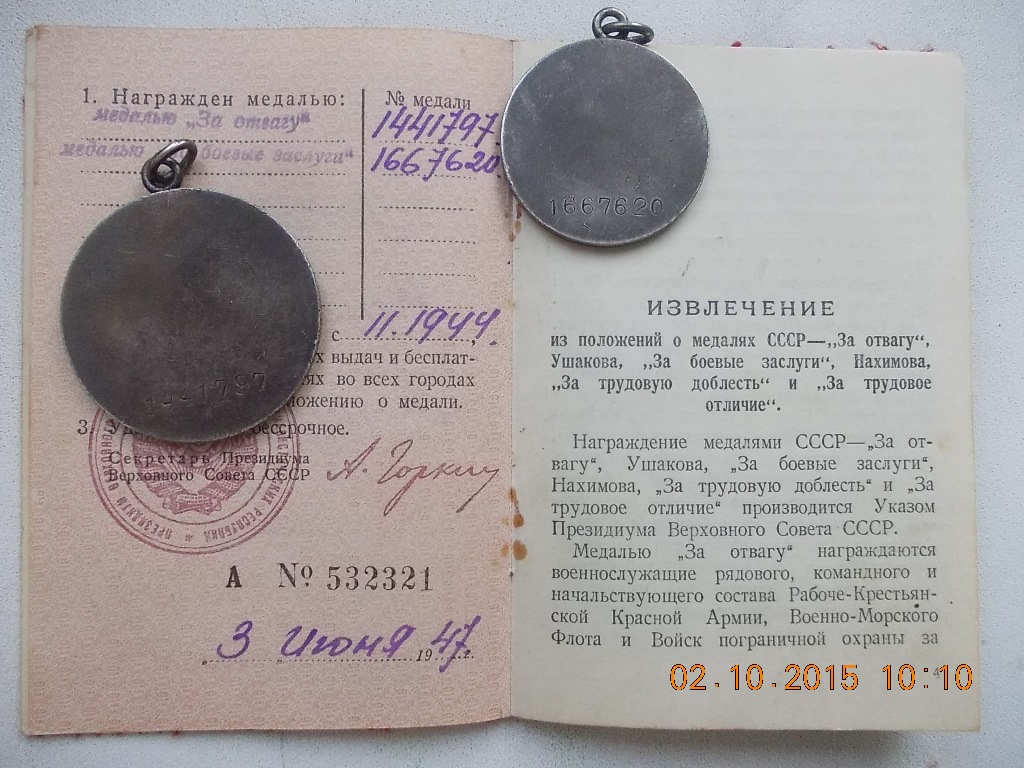 1. Награжден медалью:
№ медали
медалью „За отвагу"
1441797
медалью боевые заслуги"
1667620
1667620
1441797
с 11.1944
выдач и бесплат-
во всех городах
о медали.
3.
бессрочное.
Секретарь Президиума
Верховного Совета СССР
А. Горкин
А № 532321
„3" Июня 1947 г.
ИЗВЛЕЧЕНИЕ
из положений о медалях СССР—„За отвагу",
Ушакова, „За боевые заслуги", Нахимова,
„За трудовую доблесть" и „За трудовое
отличие".
Награждение медалями СССР—„За от-
вагу", Ушакова, „За боевые заслуги",
Нахимова, „За трудовую доблесть" и „За
трудовое отличие" производится Указом
Президиума Верховного Совета СССР.
Медалью „За отвагу" награждаются
военнослужащие рядового, командного и
начальствующего состава Рабоче-Крестьян-
ской Красной Армии, Военно-Морского
Флота и Войск пограничной охраны за
4
02.10.2015 10:10